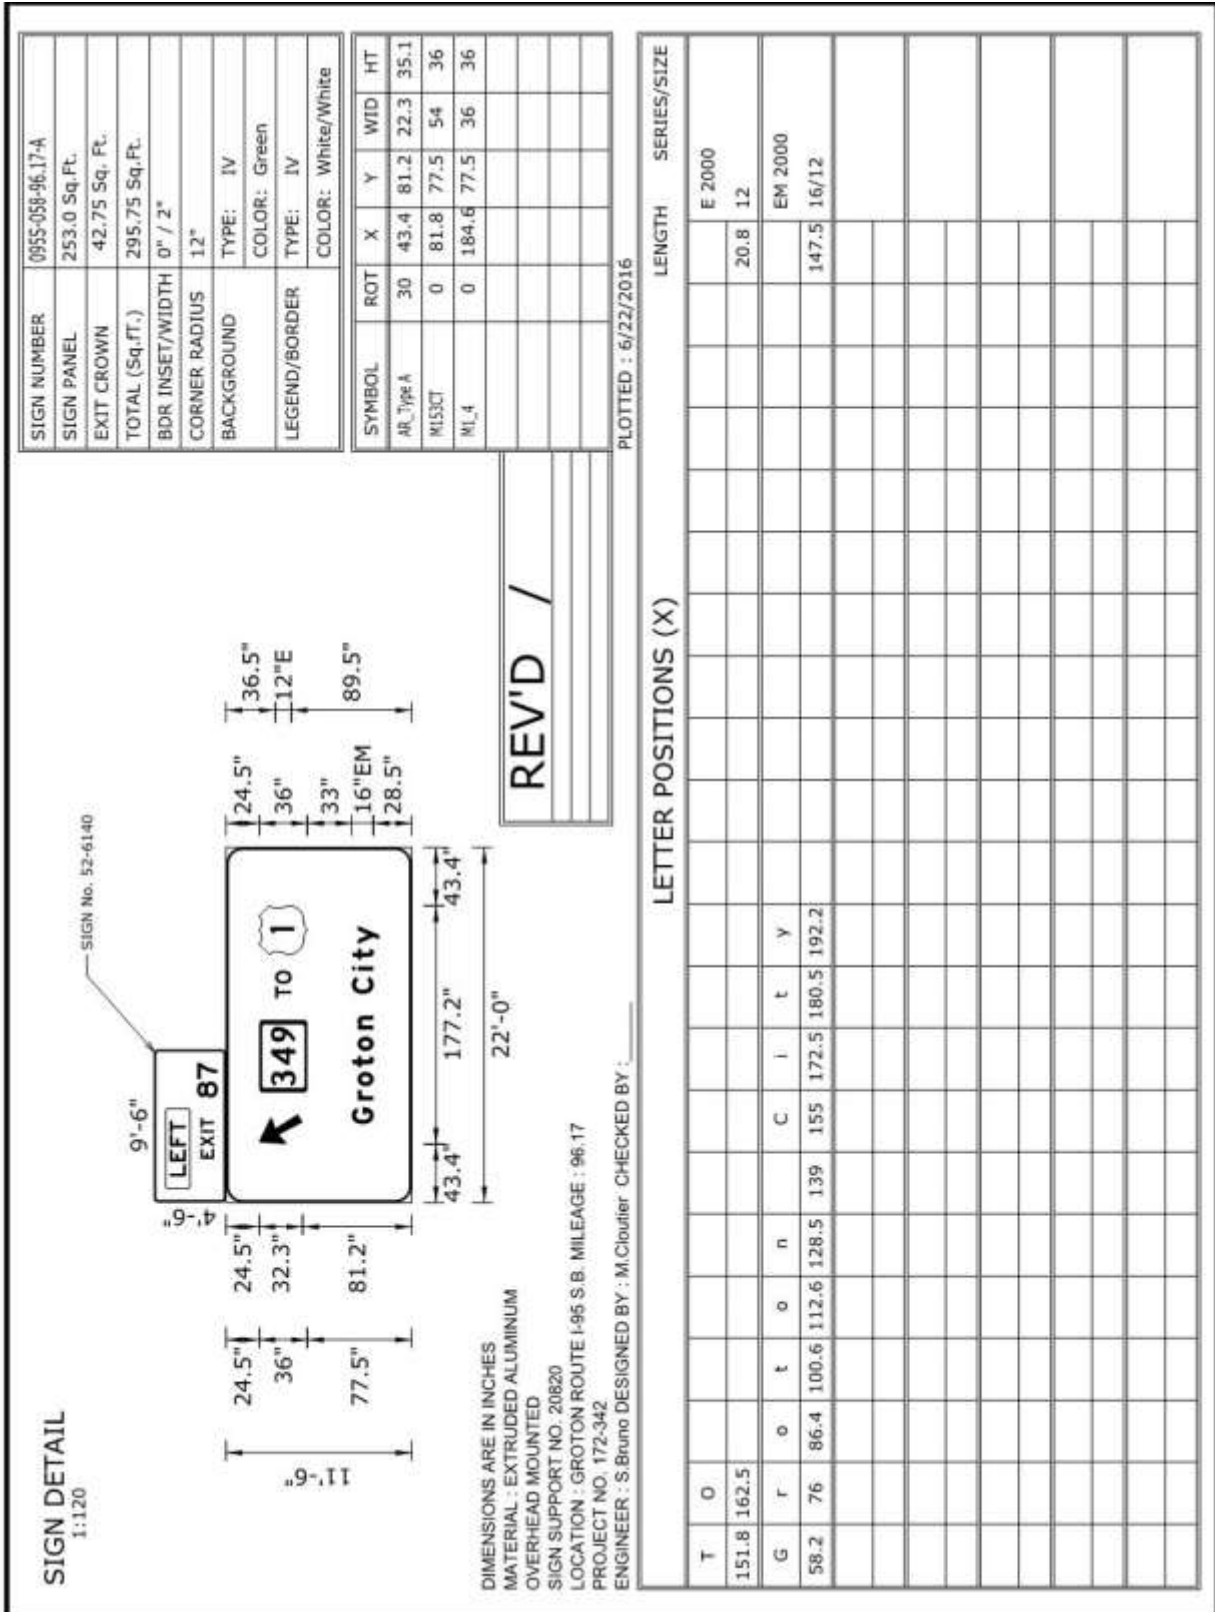 SIGN DETAIL
1:120
SIGN No. 52-6140
9'-6"
4'-6"
LEFT
EXIT 87
349 TO 1
Groton City
11'-6"
24.5"
36"
77.5"
24.5"
32.3"
81.2"
24.5"
36"
33"
16"EM
28.5"
36.5"
12"E
89.5"
43.4" 177.2" 43.4"
22'-0"
DIMENSIONS ARE IN INCHES
MATERIAL : EXTRUDED ALUMINUM
OVERHEAD MOUNTED
SIGN SUPPORT NO. 20820
LOCATION : GROTON ROUTE I-95 S.B. MILEAGE : 96.17
PROJECT NO. 172-342
ENGINEER : S.Bruno DESIGNED BY : M.Cloutier CHECKED BY :
REV'D /
SIGN NUMBER 0955-058-96.17-A
SIGN PANEL 253.0 Sq.Ft.
EXIT CROWN 42.75 Sq. Ft.
TOTAL (Sq.fT.) 295.75 Sq.Ft.
BDR INSET/WIDTH 0" / 2"
CORNER RADIUS 12"
BACKGROUND TYPE: IV
COLOR: Green
LEGEND/BORDER TYPE: IV
COLOR: White/White
SYMBOL ROT X Y WID HT
AR_Type A 30 43.4 81.2 22.3 35.1
M153CT 0 81.8 77.5 54 36
M1_4 0 184.6 77.5 36 36
PLOTTED : 6/22/2016
LETTER POSITIONS (X) LENGTH SERIES/SIZE
T O E 2000
151.8 162.5 20.8 12
G r o t o n C i t y EM 2000
58.2 76 86.4 100.6 112.6 128.5 139 155 172.5 180.5 192.2 147.5 16/12